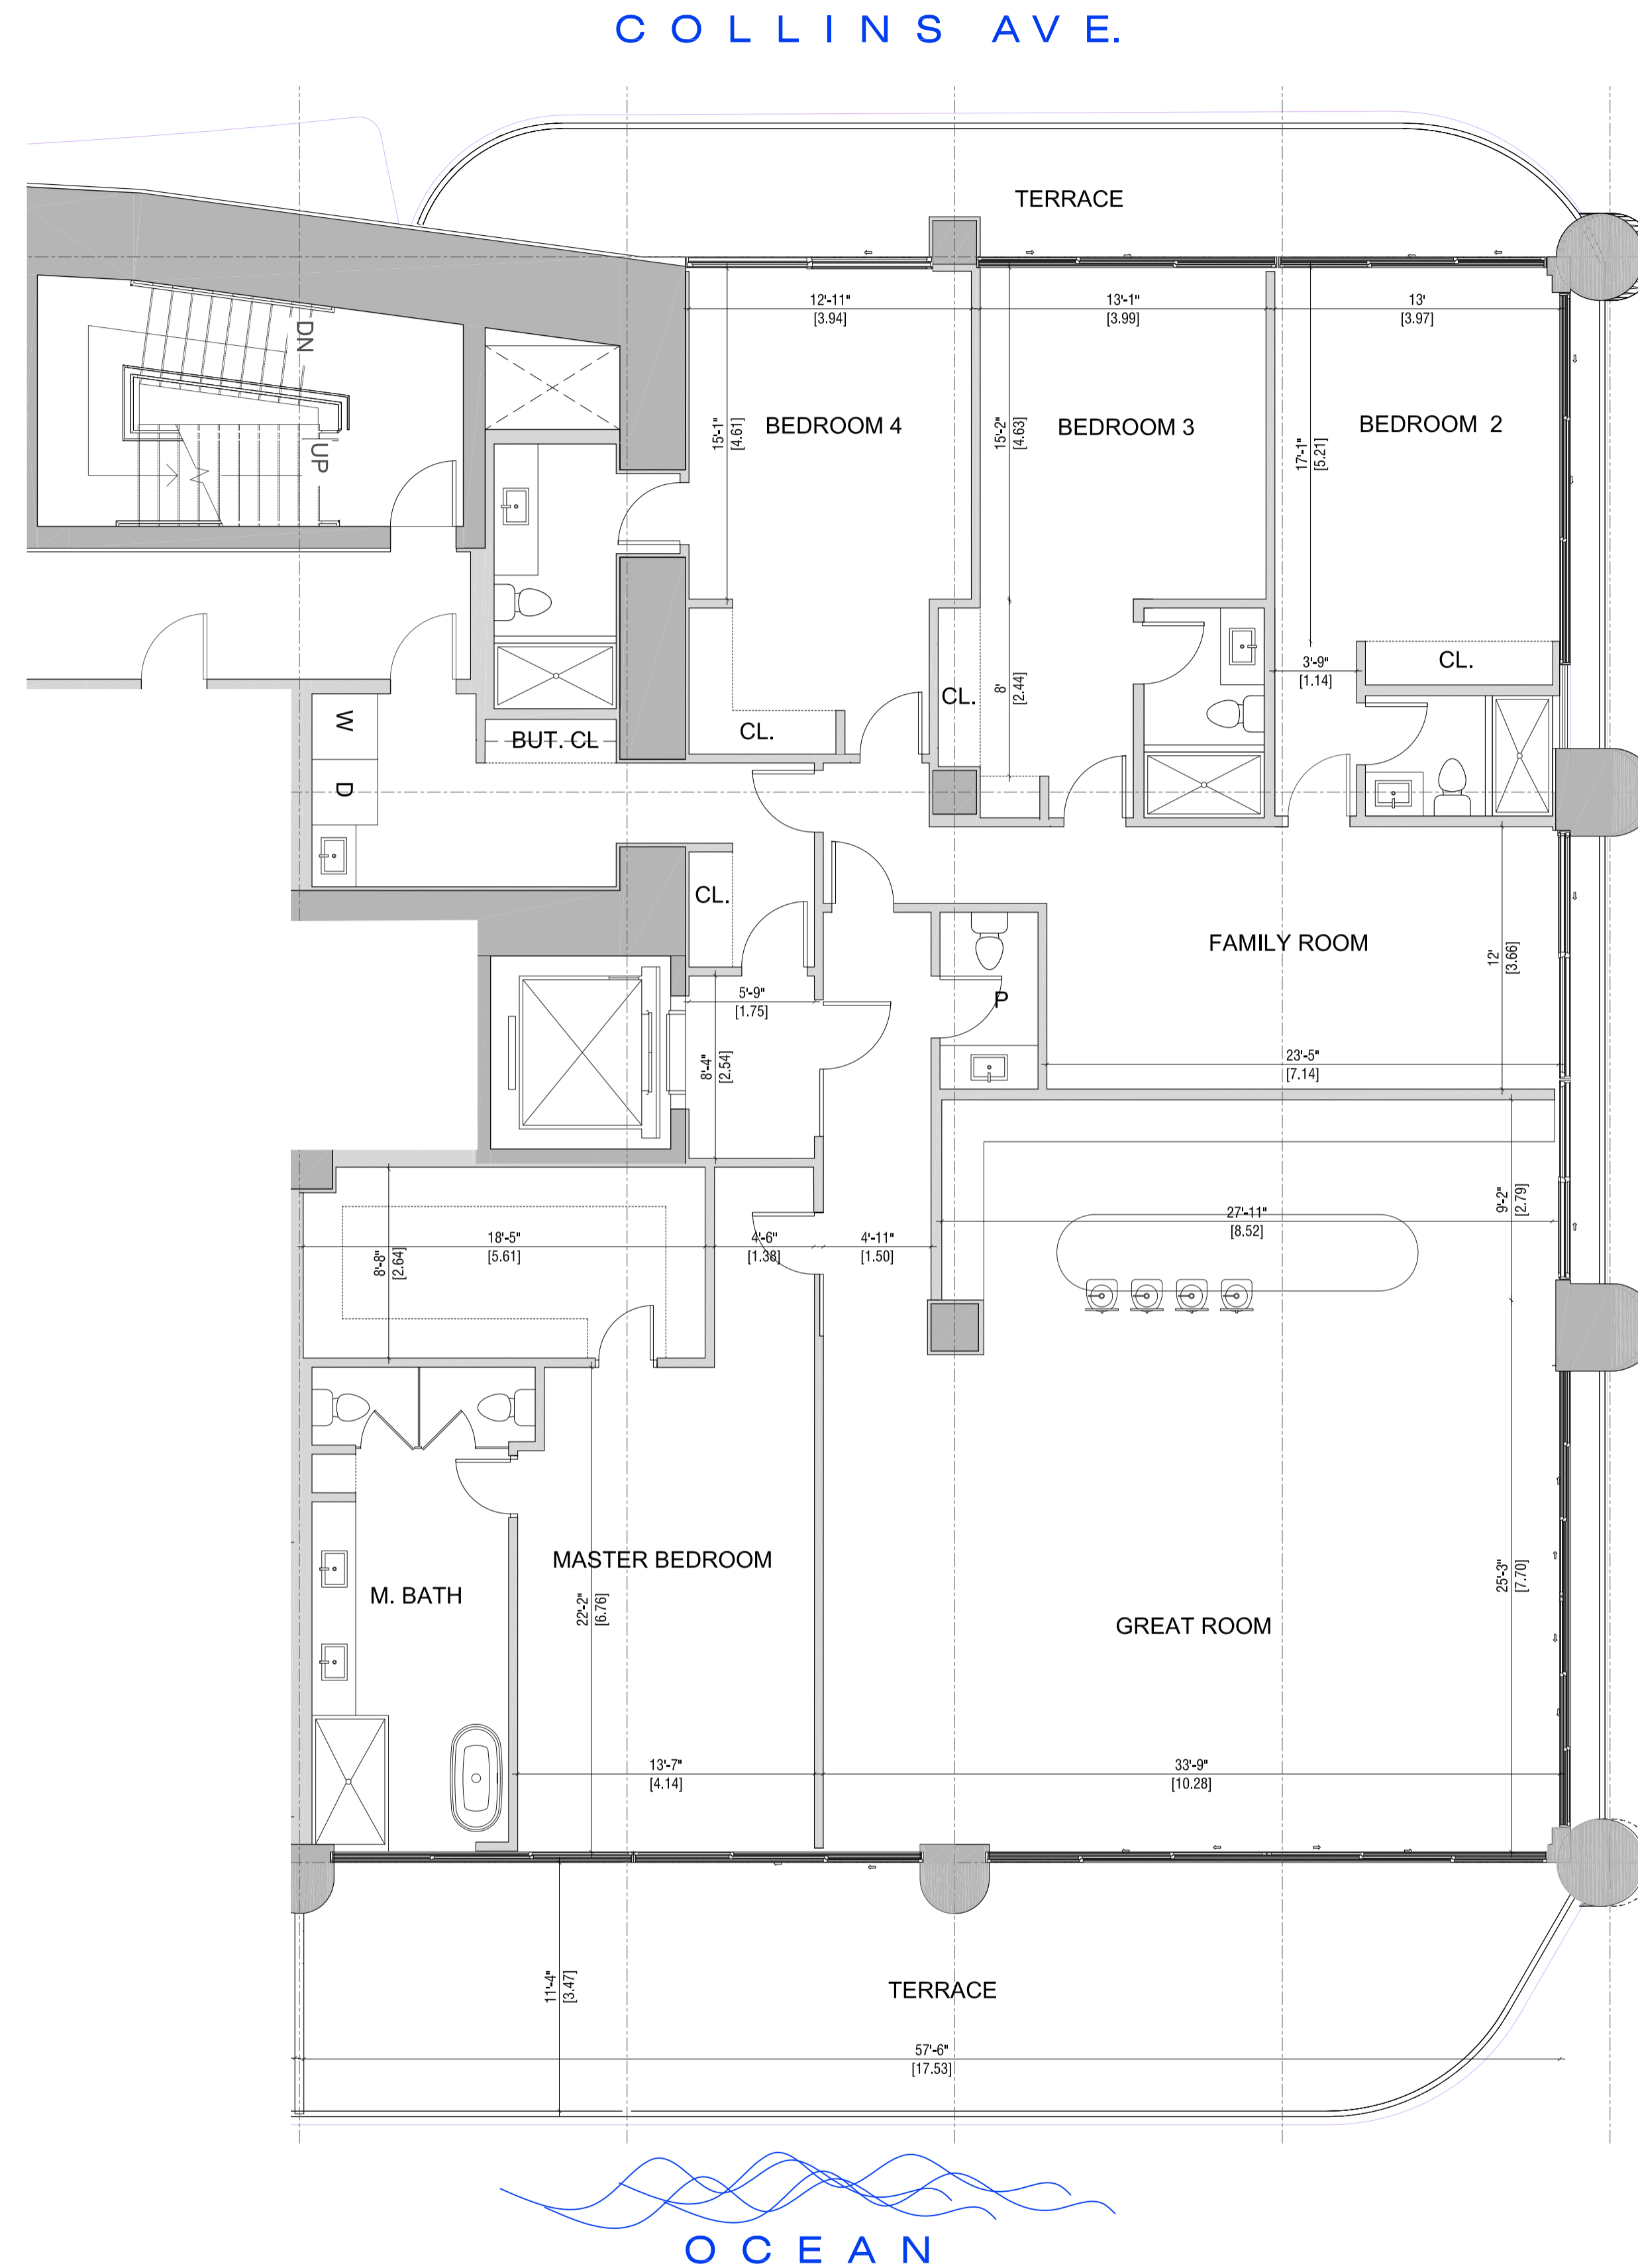 COLLINS AVE.
TERRACE
12'-11"
[3.94]
13'-1"
[3.99]
13'
[3.97]
DN
UP
15'-1"
[4.61]
BEDROOM 4
15'-2"
[4.63]
BEDROOM 3
17'-1"
[5.21]
BEDROOM 2
3'-9"
[1.14]
CL.
8'
[2.44]
CL.
CL.
W
D
BUT. CL
CL.
FAMILY ROOM
12'
[3.66]
5'-9"
[1.75]
P
8'-4"
[2.54]
23'-5"
[7.14]
9'-2"
[2.79]
27'-11"
[8.52]
18'-5"
[5.61]
4'-6"
[1.38]
4'-11"
[1.50]
8'-8"
[2.64]
MASTER BEDROOM
M. BATH
22'-2"
[6.76]
GREAT ROOM
25'-3"
[7.70]
13'-7"
[4.14]
33'-9"
[10.28]
11'-4"
[3.47]
TERRACE
57'-6"
[17.53]
OCEAN